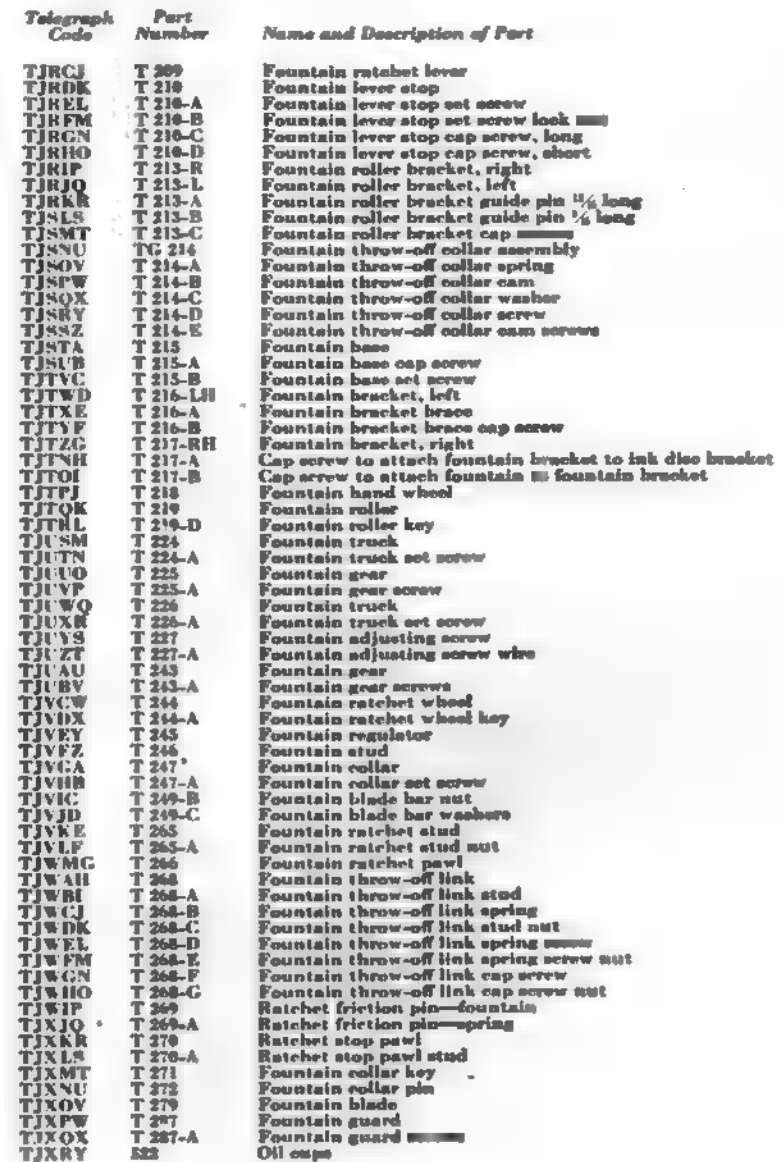 Telegraph Code Part Number Name and Description of Part
TJRCJ T 209 Fountain ratchet lever
TJRDK T 210 Fountain lever stop
TJREL T 210-A Fountain lever stop set screw
TJRFM T 210-B Fountain lever stop set screw lock
TJRGN T 210-C Fountain lever stop cap screw, long
TJRHO T 210-D Fountain lever stop cap screw, short
TJRIP T 213-R Fountain roller bracket, right
TJRJQ T 213-L Fountain roller bracket, left
TJRKR T 213-A Fountain roller bracket guide pin long
TJSLS T 213-B Fountain roller bracket guide pin long
TJSMT T 213-C Fountain roller bracket cap
TJSNU TG 214 Fountain throw-off collar assembly
TJSOV T 214-A Fountain throw-off collar spring
TJSPW T 214-B Fountain throw-off collar cam
TJSQX T 214-C Fountain throw-off collar washer
TJSRY T 214-D Fountain throw-off collar screw
TJSSZ T 214-E Fountain throw-off collar cam screws
TJSTA T 215 Fountain base
TJSUB T 215-A Fountain base cap screw
TJTVC T 215-B Fountain base set screw
TJTWD T 216-LH Fountain bracket, left
TJTXE T 216-A Fountain bracket brace
TJTYF T 216-B Fountain bracket brace cap screw
TJTZG T 217-RH Fountain bracket, right
TJTNH T 217-A Cap screw to attach fountain bracket to ink disc bracket
TJTOI T 217-B Cap screw to attach fountain fountain bracket
TJTPJ T 218 Fountain hand wheel
TJTQK T 219 Fountain roller
TJTRL T 219-D Fountain roller key
TJUSM T 224 Fountain truck
TJUTN T 224-A Fountain truck set screw
TJUUO T 225 Fountain gear
TJUVP T 225-A Fountain gear screw
TJUWQ T 226 Fountain truck
TJUXR T 226-A Fountain truck set screw
TJUYS T 227 Fountain adjusting screw
TJUZT T 227-A Fountain adjusting screw wire
TJUAU T 243 Fountain gear
TJUBV T 243-A Fountain gear screws
TJVCW T 244 Fountain ratchet wheel
TJVDX T 244-A Fountain ratchet wheel key
TJVEY T 245 Fountain regulator
TJVFZ T 246 Fountain stud
TJVGA T 247 Fountain collar
TJVHB T 247-A Fountain collar set screw
TJVIC T 249-B Fountain blade bar nut
TJVJD T 249-C Fountain blade bar washers
TJVKE T 265 Fountain ratchet stud
TJVLF T 265-A Fountain ratchet stud nut
TJWMG T 266 Fountain ratchet pawl
TJWAH T 268 Fountain throw-off link
TJWBI T 268-A Fountain throw-off link stud
TJWCJ T 268-B Fountain throw-off link spring
TJWDK T 268-C Fountain throw-off link stud nut
TJWEL T 268-D Fountain throw-off link spring screw
TJWFM T 268-E Fountain throw-off link spring screw nut
TJWGN T 268-F Fountain throw-off link cap screw
TJWHO T 268-G Fountain throw-off link cap screw nut
TJWIP T 269 Ratchet friction pin—fountain
TJXJQ T 269-A Ratchet friction pin—spring
TJXKR T 270 Ratchet stop pawl
TJXLS T 270-A Ratchet stop pawl stud
TJXMT T 271 Fountain collar key
TJXNU T 272 Fountain collar pin
TJXOV T 279 Fountain blade
TJXPW T 287 Fountain guard
TJXQX T 287-A Fountain guard
TJXRY 522 Oil cups